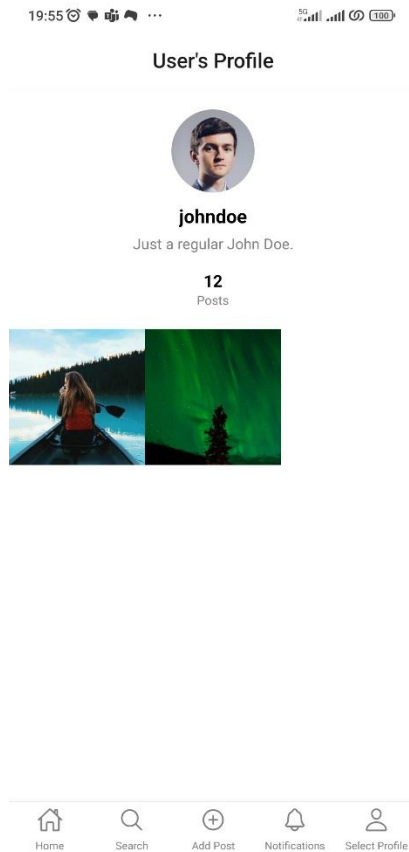 19:55
5G
100
User's Profile
johndoe
Just a regular John Doe.
12
Posts
Home
Search
Add Post
Notifications
Select Profile